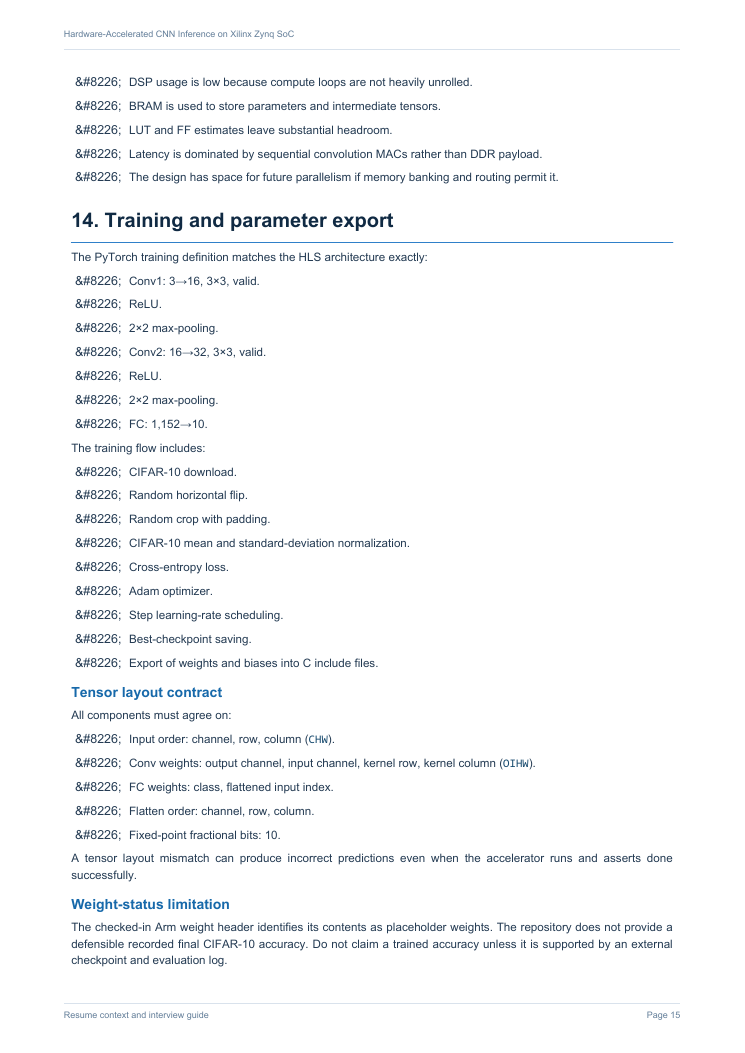 Hardware-Accelerated CNN Inference on Xilinx Zynq SoC
&#8226; DSP usage is low because compute loops are not heavily unrolled.
&#8226; BRAM is used to store parameters and intermediate tensors.
&#8226; LUT and FF estimates leave substantial headroom.
&#8226; Latency is dominated by sequential convolution MACs rather than DDR payload.
&#8226; The design has space for future parallelism if memory banking and routing permit it.
14. Training and parameter export
The PyTorch training definition matches the HLS architecture exactly:
&#8226; Conv1: 3→16, 3×3, valid.
&#8226; ReLU.
&#8226; 2×2 max-pooling.
&#8226; Conv2: 16→32, 3×3, valid.
&#8226; ReLU.
&#8226; 2×2 max-pooling.
&#8226; FC: 1,152→10.
The training flow includes:
&#8226; CIFAR-10 download.
&#8226; Random horizontal flip.
&#8226; Random crop with padding.
&#8226; CIFAR-10 mean and standard-deviation normalization.
&#8226; Cross-entropy loss.
&#8226; Adam optimizer.
&#8226; Step learning-rate scheduling.
&#8226; Best-checkpoint saving.
&#8226; Export of weights and biases into C include files.
Tensor layout contract
All components must agree on:
&#8226; Input order: channel, row, column (CHW).
&#8226; Conv weights: output channel, input channel, kernel row, kernel column (OIHW).
&#8226; FC weights: class, flattened input index.
&#8226; Flatten order: channel, row, column.
&#8226; Fixed-point fractional bits: 10.
A tensor layout mismatch can produce incorrect predictions even when the accelerator runs and asserts done
successfully.
Weight-status limitation
The checked-in Arm weight header identifies its contents as placeholder weights. The repository does not provide a
defensible recorded final CIFAR-10 accuracy. Do not claim a trained accuracy unless it is supported by an external
checkpoint and evaluation log.
Resume context and interview guide
Page 15